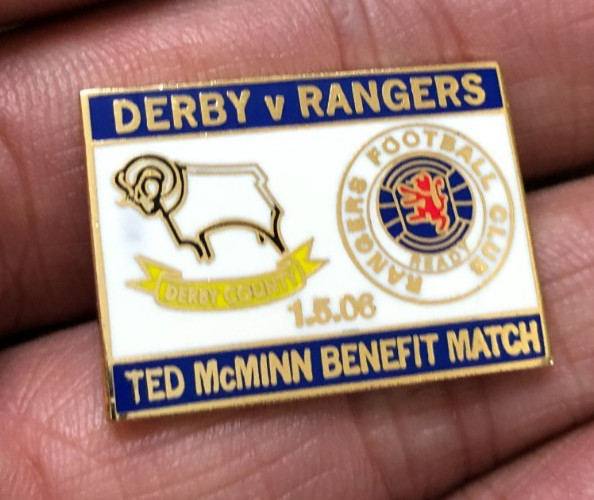 DERBY v RANGERS
DERBY COUNTY
RANGERS FOOTBALL CLUB
READY
1.5.06
TED McMINN BENEFIT MATCH